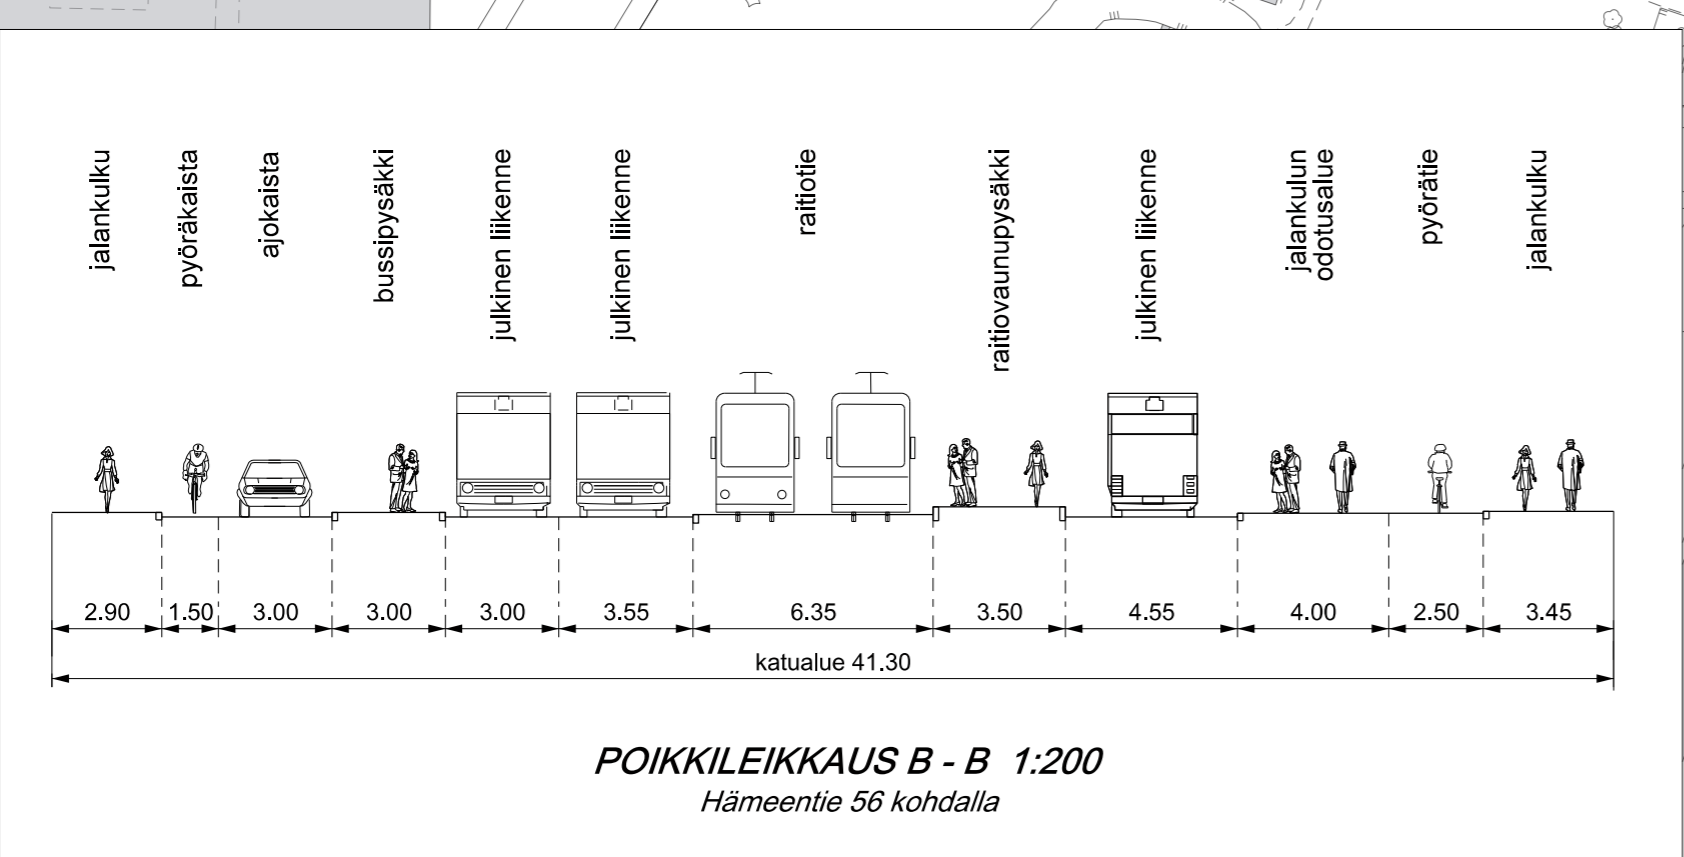 jalankulku
pyöräkaista
ajokaista
bussipysäkki
julkinen liikenne
julkinen liikenne
raitiotie
raitiovaunupysäkki
julkinen liikenne
jalankulun
odotusalue
pyörätie
jalankulku
2.90 1.50 3.00 3.00 3.00 3.55 6.35 3.50 4.55 4.00 2.50 3.45
katualue 41.30
POIKKILEIKKAUS B - B 1:200
Hämeentie 56 kohdalla